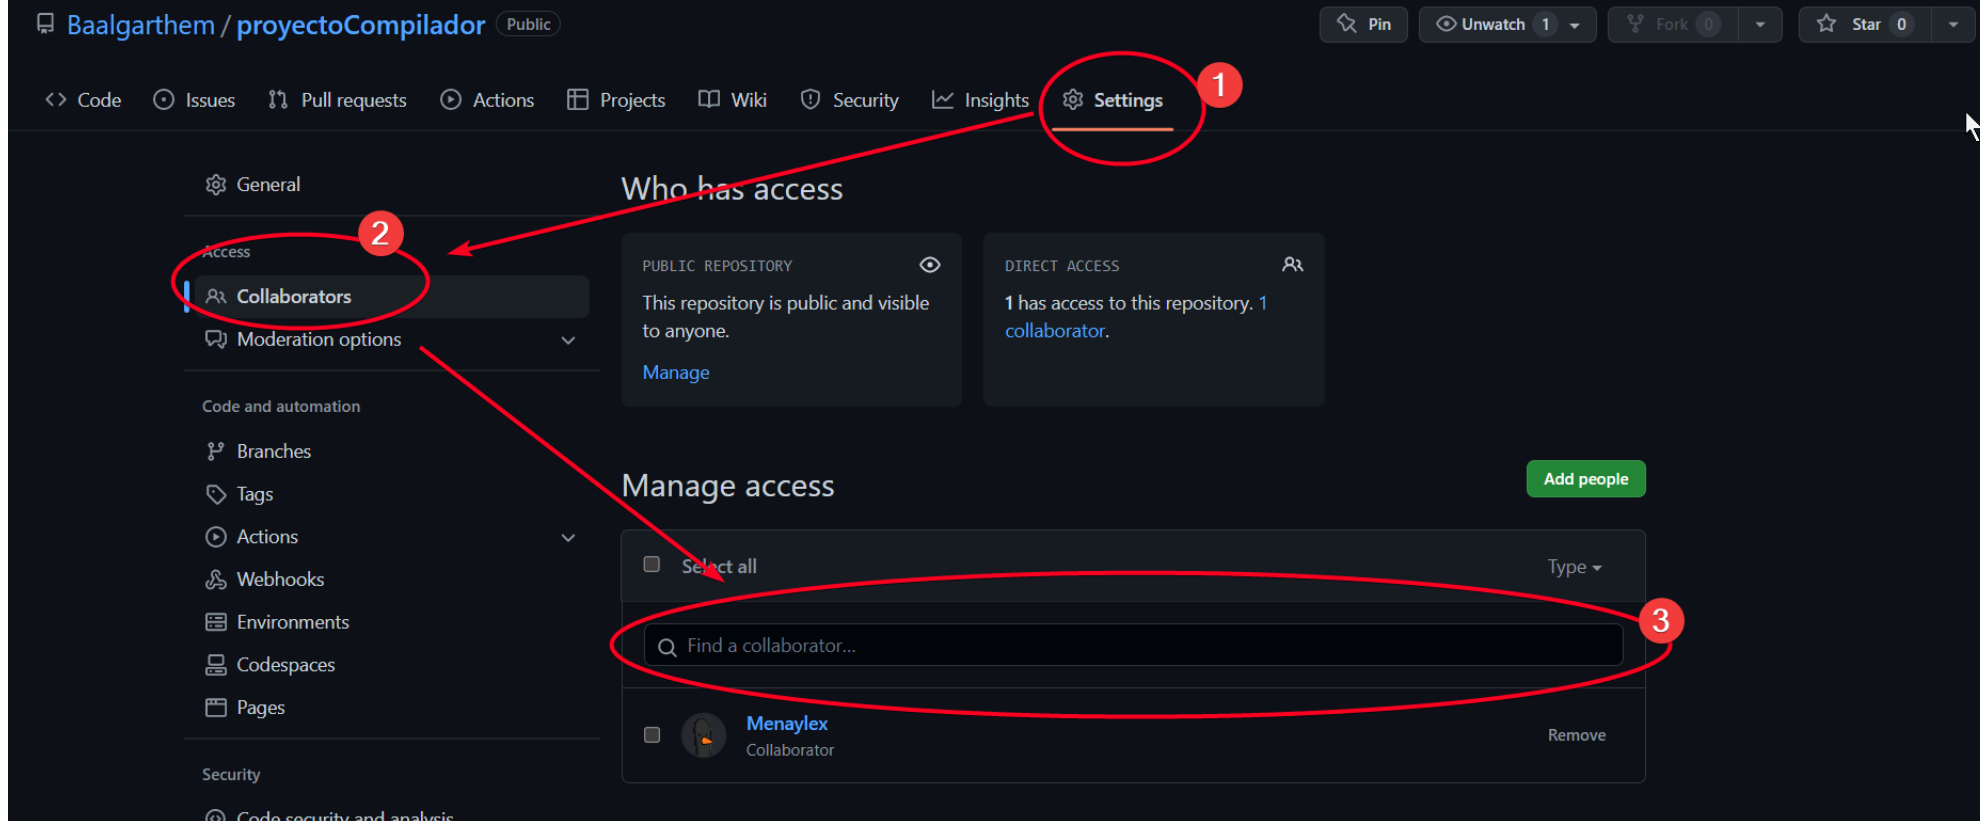 Baalgarthem / proyectoCompilador Public Pin Unwatch 1 Fork 0 Star 0
Code Issues Pull requests Actions Projects Wiki Security Insights Settings 1
General
Who has access
2
Access
Collaborators
Moderation options
PUBLIC REPOSITORY
This repository is public and visible
to anyone.
Manage
DIRECT ACCESS
1 has access to this repository. 1
collaborator.
Code and automation
Branches
Tags
Actions
Webhooks
Environments
Codespaces
Pages
Security
Code security and analysis
Manage access
Add people
Select all Type
Find a collaborator...
3
Menaylex
Collaborator
Remove